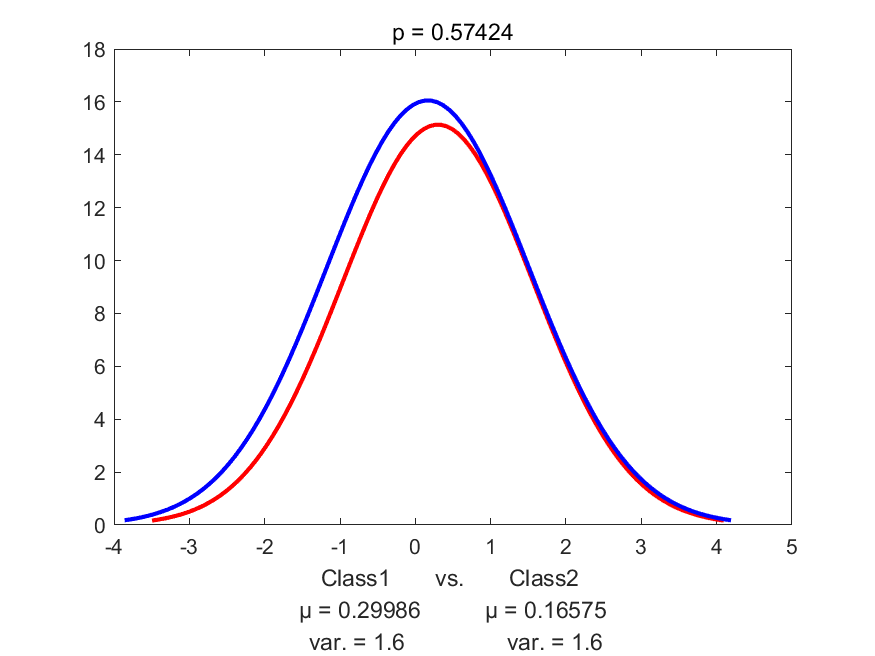 p = 0.57424
18
16
14
12
10
8
6
4
2
0
-4 -3 -2 -1 0 1 2 3 4 5
Class1 vs. Class2
μ = 0.29986 μ = 0.16575
var. = 1.6 var. = 1.6